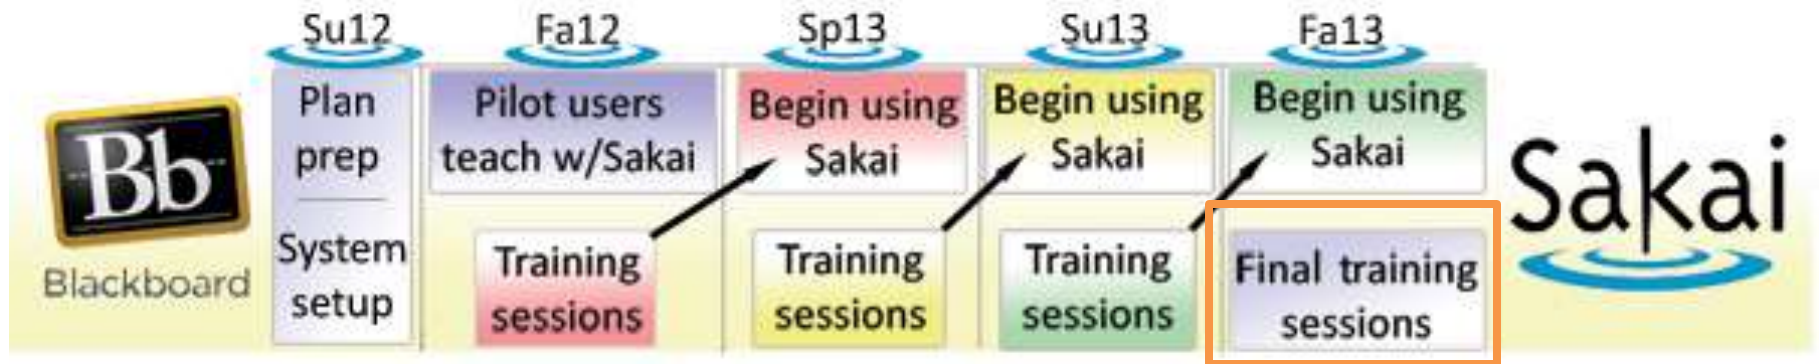 Su12
Fa12
Sp13
Su13
Fa13
Bb
Blackboard
Plan
prep
System
setup
Pilot users
teach w/Sakai
Training
sessions
Begin using
Sakai
Training
sessions
Begin using
Sakai
Training
sessions
Begin using
Sakai
Final training
sessions
Sakai